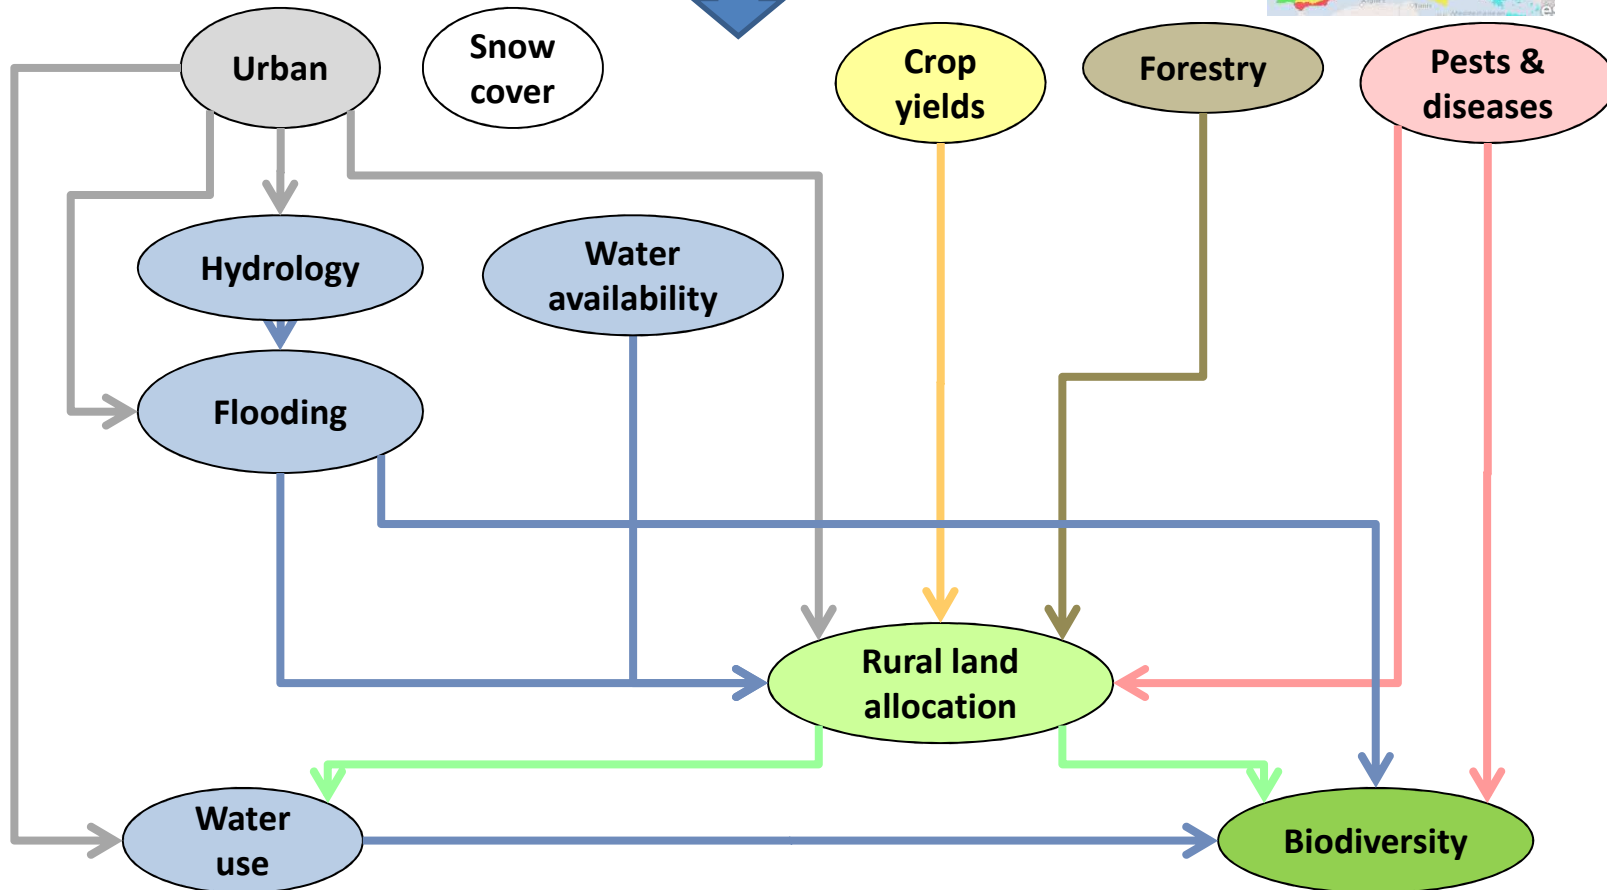 Urban
Snow
cover
Crop
yields
Forestry
Pests &
diseases
Hydrology
Water
availability
Flooding
Rural land
allocation
Water
use
Biodiversity